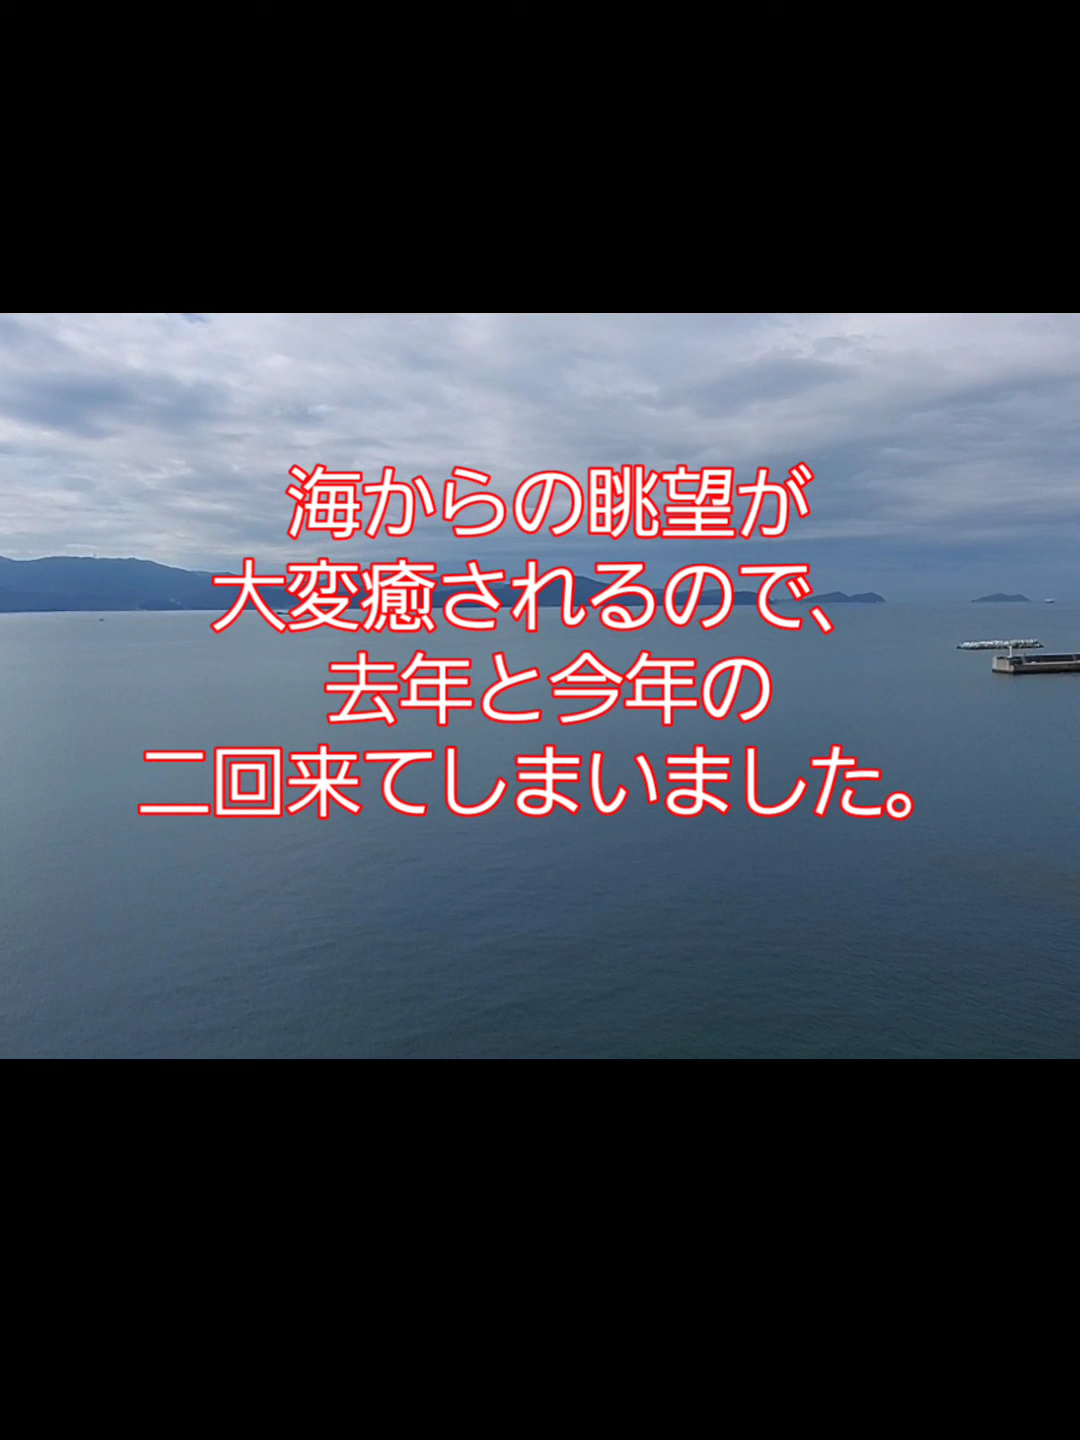 海からの眺望が
大変癒されるので、
去年と今年の
二回来てしまいました。